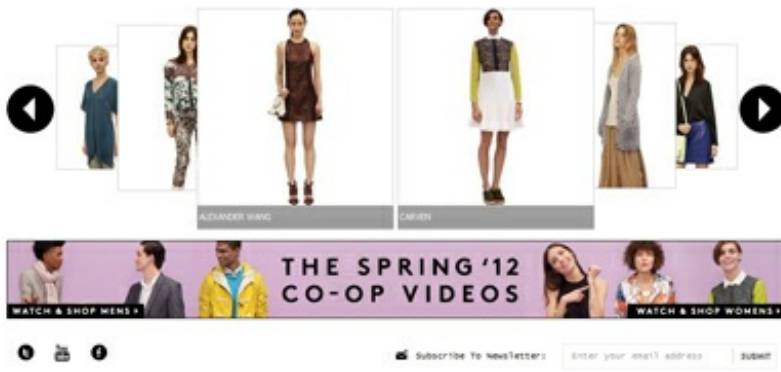 ALEXANDER WANG
CARVEN
THE SPRING '12
CO-OP VIDEOS
WATCH & SHOP MENS
WATCH & SHOP WOMENS
Subscribe To Newsletter:
Enter your email address
SUBMIT